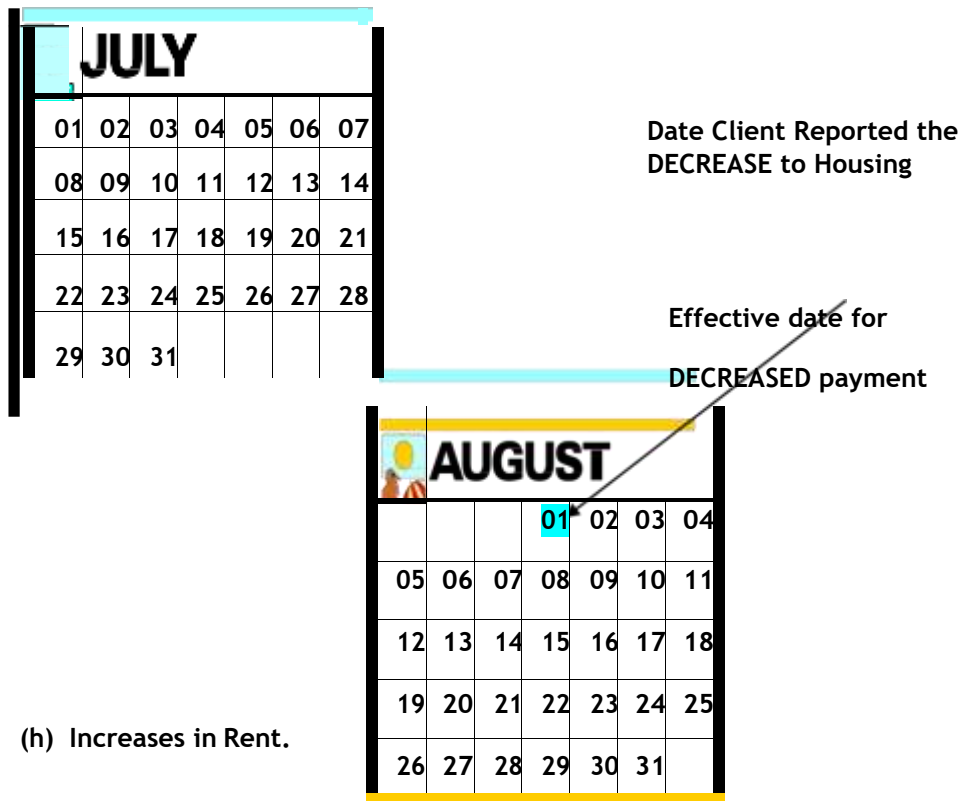 JULY
01 02 03 04 05 06 07
08 09 10 11 12 13 14
15 16 17 18 19 20 21
22 23 24 25 26 27 28
29 30 31
Date Client Reported the
DECREASE to Housing
Effective date for
DECREASED payment
AUGUST
01 02 03 04
05 06 07 08 09 10 11
12 13 14 15 16 17 18
19 20 21 22 23 24 25
26 27 28 29 30 31
(h) Increases in Rent.